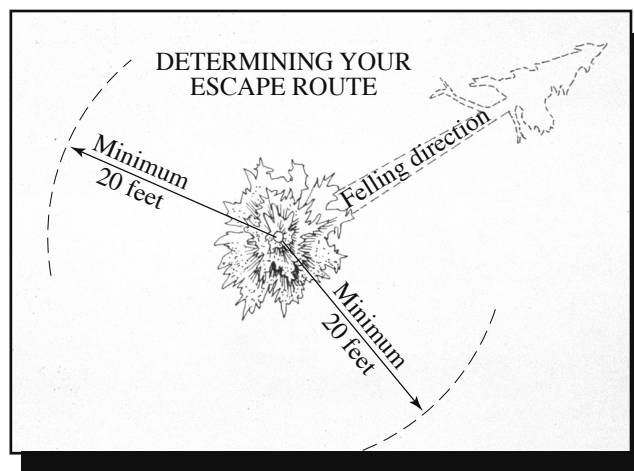 DETERMINING YOUR
ESCAPE ROUTE
Felling direction
Minimum
20 feet
Minimum
20 feet